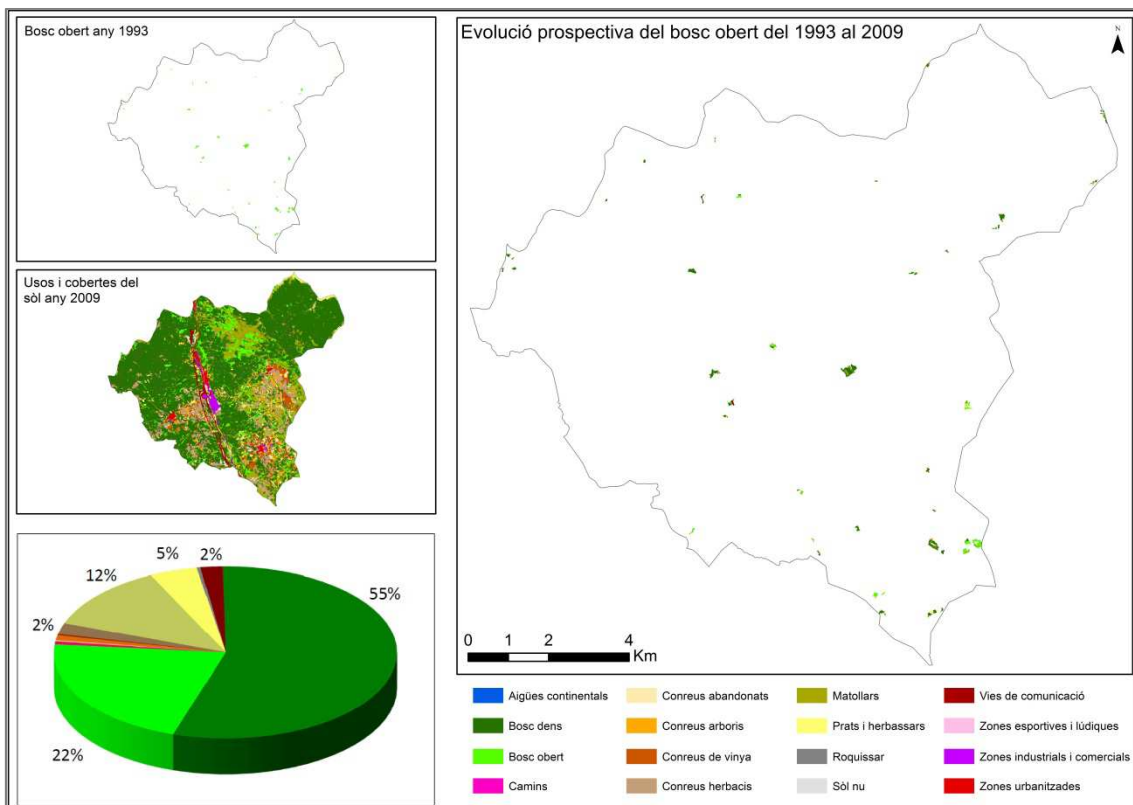 Bosc obert any 1993
Evolució prospectiva del bosc obert del 1993 al 2009
N
Usos i cobertes del
sòl any 2009
5%
2%
12%
55%
2%
22%
0 1 2 4
Km
Aigües continentals
Bosc dens
Bosc obert
Camins
Conreus abandonats
Conreus arboris
Conreus de vinya
Conreus herbacis
Matollars
Prats i herbassars
Roquissar
Sòl nu
Vies de comunicació
Zones esportives i lúdiques
Zones industrials i comercials
Zones urbanitzades